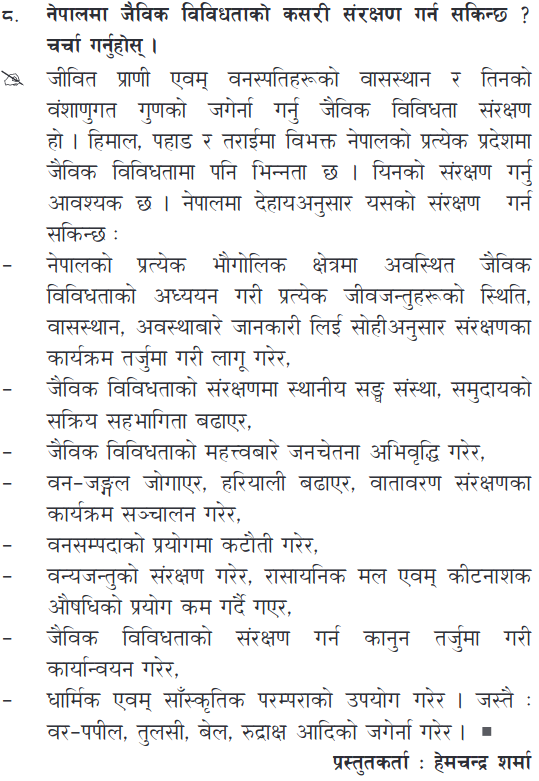 ८. नेपालमा जैविक विविधताको कसरी संरक्षण गर्न सकिन्छ ?
चर्चा गर्नुहोस् ।
जीवित प्राणी एवम् वनस्पतिहरूको वासस्थान र तिनको
वंशाणुगत गुणको जगेर्ना गर्नु जैविक विविधता संरक्षण
हो । हिमाल, पहाड र तराईमा विभक्त नेपालको प्रत्येक प्रदेशमा
जैविक विविधतामा पनि भिन्नता छ । यिनको संरक्षण गर्नु
आवश्यक छ । नेपालमा देहायअनुसार यसको संरक्षण गर्न
सकिन्छ :
- नेपालको प्रत्येक भौगोलिक क्षेत्रमा अवस्थित जैविक
विविधताको अध्ययन गरी प्रत्येक जीवजन्तुहरूको स्थिति,
वासस्थान, अवस्थाबारे जानकारी लिई सोहीअनुसार संरक्षणका
कार्यक्रम तर्जुमा गरी लागू गरेर,
- जैविक विविधताको संरक्षणमा स्थानीय सङ्घ संस्था, समुदायको
सक्रिय सहभागिता बढाएर,
- जैविक विविधताको महत्त्वबारे जनचेतना अभिवृद्धि गरेर,
- वन-जङ्गल जोगाएर, हरियाली बढाएर, वातावरण संरक्षणका
कार्यक्रम सञ्चालन गरेर,
- वनसम्पदाको प्रयोगमा कटौती गरेर,
- वन्यजन्तुको संरक्षण गरेर, रासायनिक मल एवम् कीटनाशक
औषधिको प्रयोग कम गर्दै गएर,
- जैविक विविधताको संरक्षण गर्न कानुन तर्जुमा गरी
कार्यान्वयन गरेर,
- धार्मिक एवम् साँस्कृतिक परम्पराको उपयोग गरेर । जस्तै :
वर-पपील, तुलसी, बेल, रुद्राक्ष आदिको जगेर्ना गरेर ।
प्रस्तुतकर्ता : हेमचन्द्र शर्मा